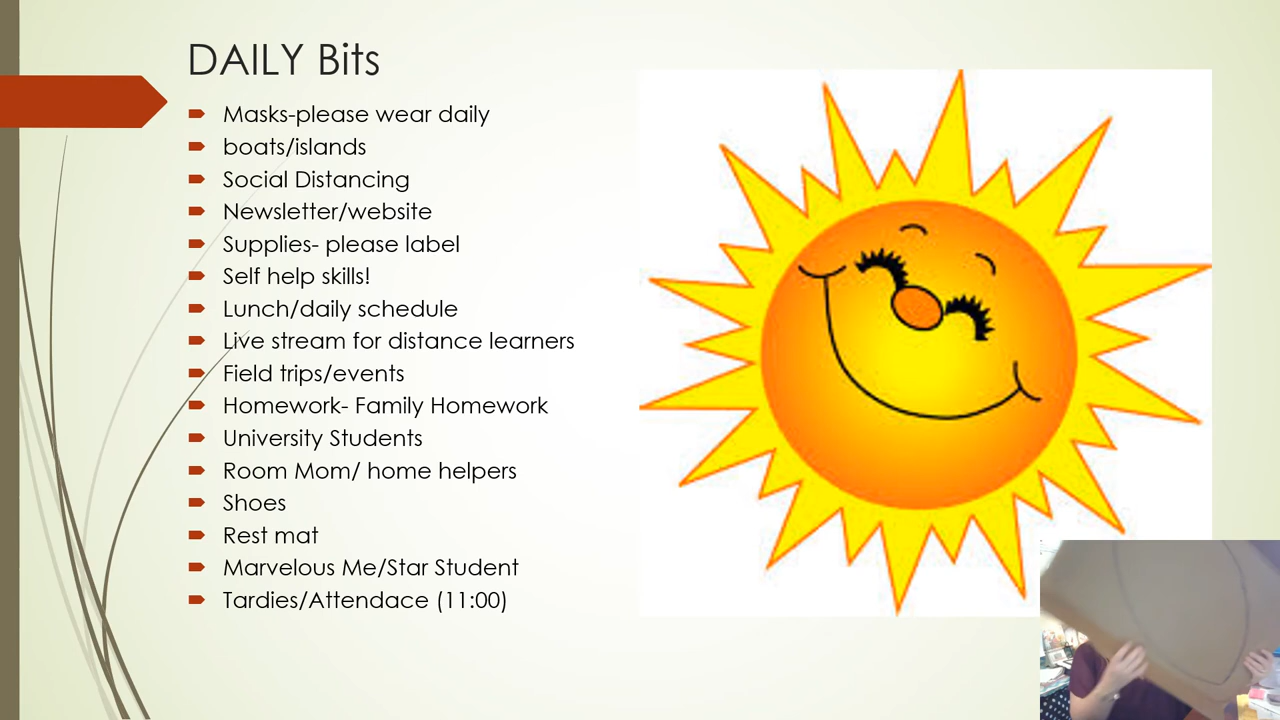 DAILY Bits
Masks-please wear daily
boats/islands
Social Distancing
Newsletter/website
Supplies- please label
Self help skills!
Lunch/daily schedule
Live stream for distance learners
Field trips/events
Homework- Family Homework
University Students
Room Mom/ home helpers
Shoes
Rest mat
Marvelous Me/Star Student
Tardies/Attendace (11:00)